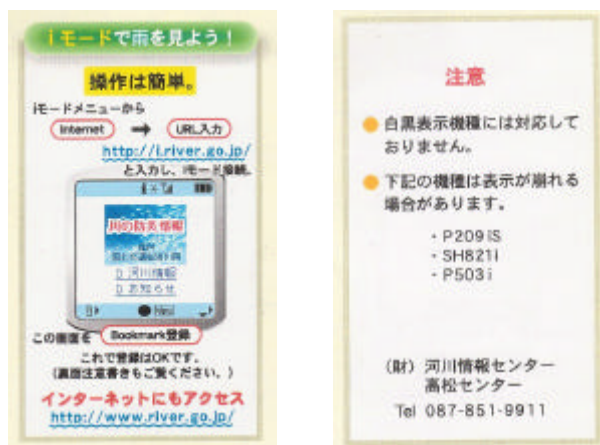 iモードで雨を見よう！
操作は簡単。
iモードメニューから
Internet → URL入力
http://i.river.go.jp/
と入力し、iモード接続。
川の防災情報
河川情報
お知らせ
この画面を Bookmark登録
これで登録はOKです。
（裏面注意書きもご覧ください。）
インターネットにもアクセス
http://www.river.go.jp/
注意
● 白黒表示機種には対応して
おりません。
● 下記の機種は表示が崩れる
場合があります。
・P209iS
・SH821i
・P503i
(財) 河川情報センター
高松センター
Tel 087-851-9911